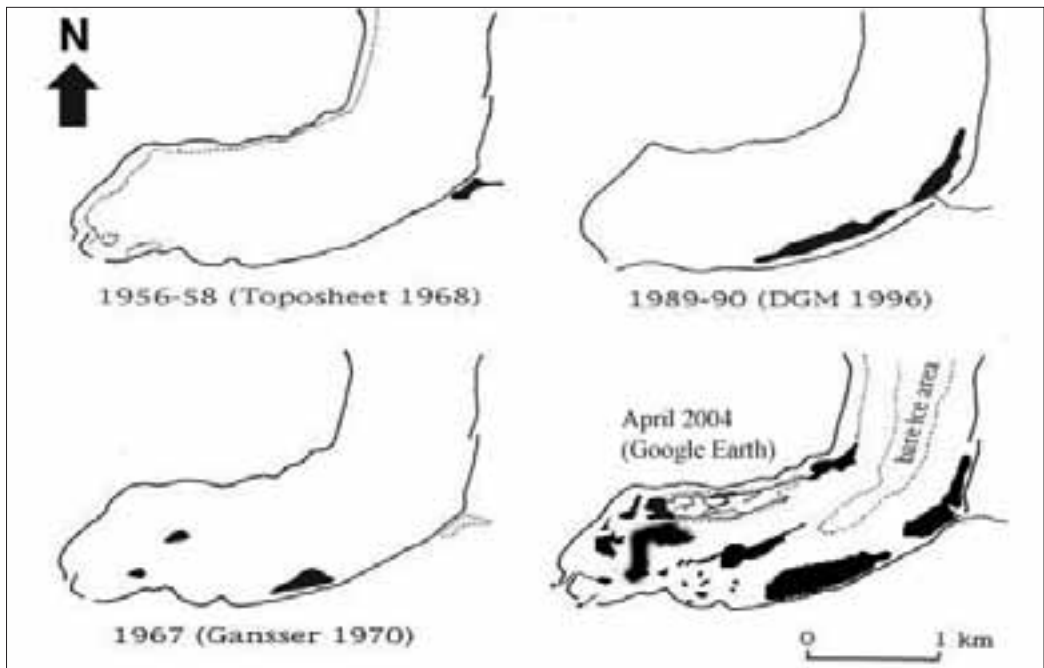 N
1956-58 (Toposheet 1968)
1989-90 (DGM 1996)
April 2004
(Google Earth)
bare ice area
1967 (Gansser 1970)
0 1 km